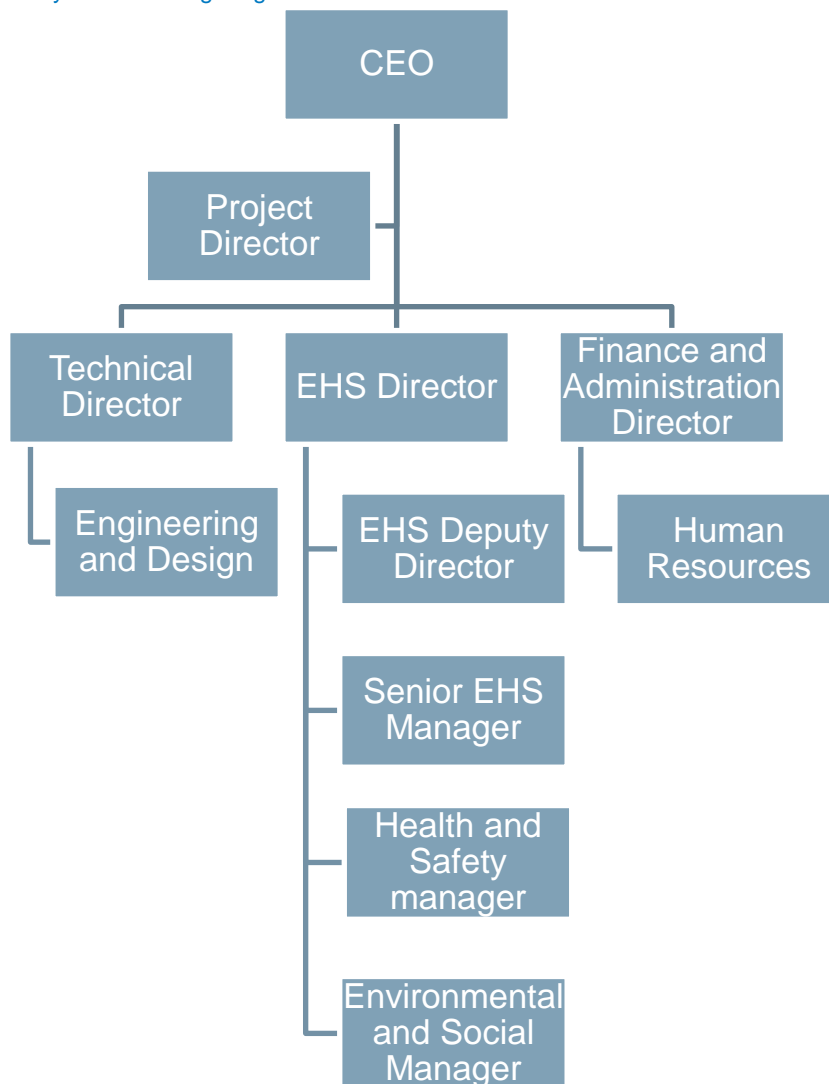 CEO
Project
Director
Technical
Director
EHS Director
Finance and
Administration
Director
Engineering
and Design
EHS Deputy
Director
Human
Resources
Senior EHS
Manager
Health and
Safety
manager
Environmental
and Social
Manager